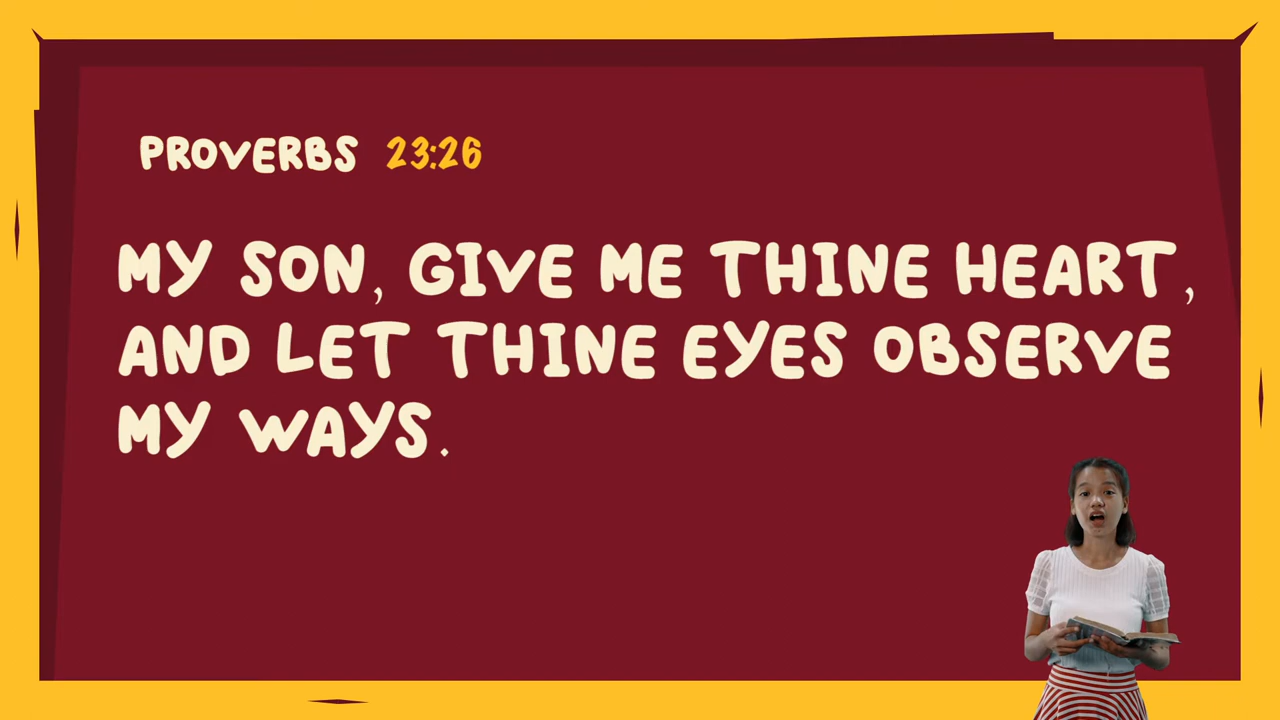 PROVERBS 23:26
MY SON, GIVE ME THINE HEART,
AND LET THINE EYES OBSERVE
MY WAYS.